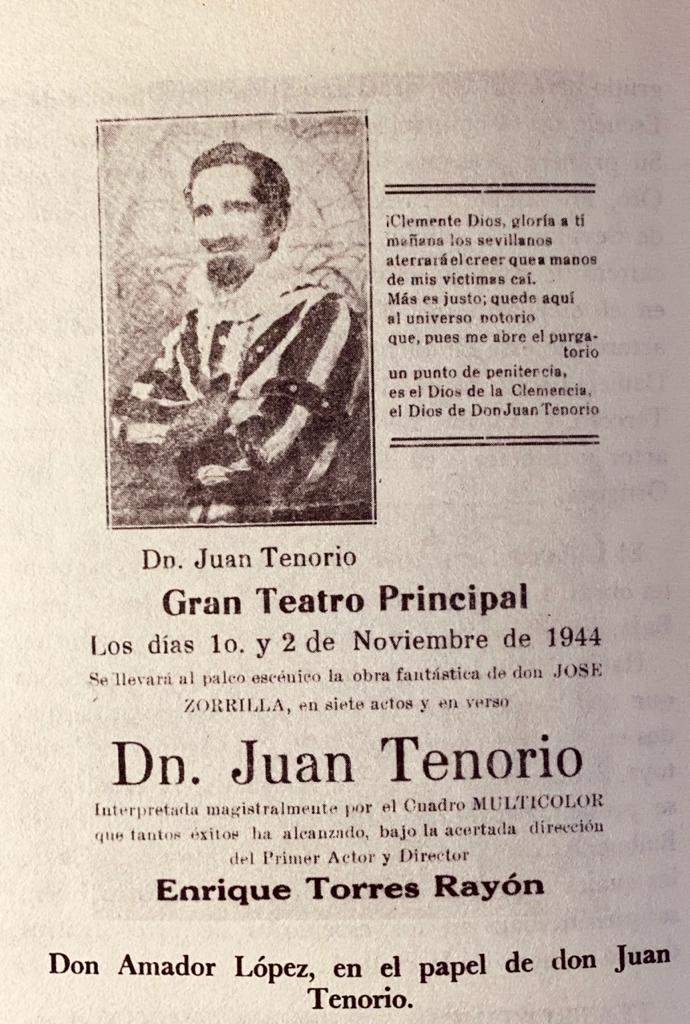 ¡Clemente Dios, gloría a tí
mañana los sevillanos
aterrará el creer que a manos
de mis víctimas caí.
Más es justo; quede aquí
al universo notorio
que, pues me abre el purga-
torio
un punto de penitercia,
es el Dios de la Clemencia,
el Dios de Don Juan Tenorio
Dn. Juan Tenorio
Gran Teatro Principal
Los días 1o. y 2 de Noviembre de 1944
Se llevará al palco escénico la obra fantástica de don JOSE
ZORRILLA, en siete actos y en verso
Dn. Juan Tenorio
Interpretada magistralmente por el Cuadro MULTICOLOR
que tantos éxitos ha alcanzado, bajo la acertada dirección
del Primer Actor y Director
Enrique Torres Rayón
Don Amador López, en el papel de don Juan
Tenorio.